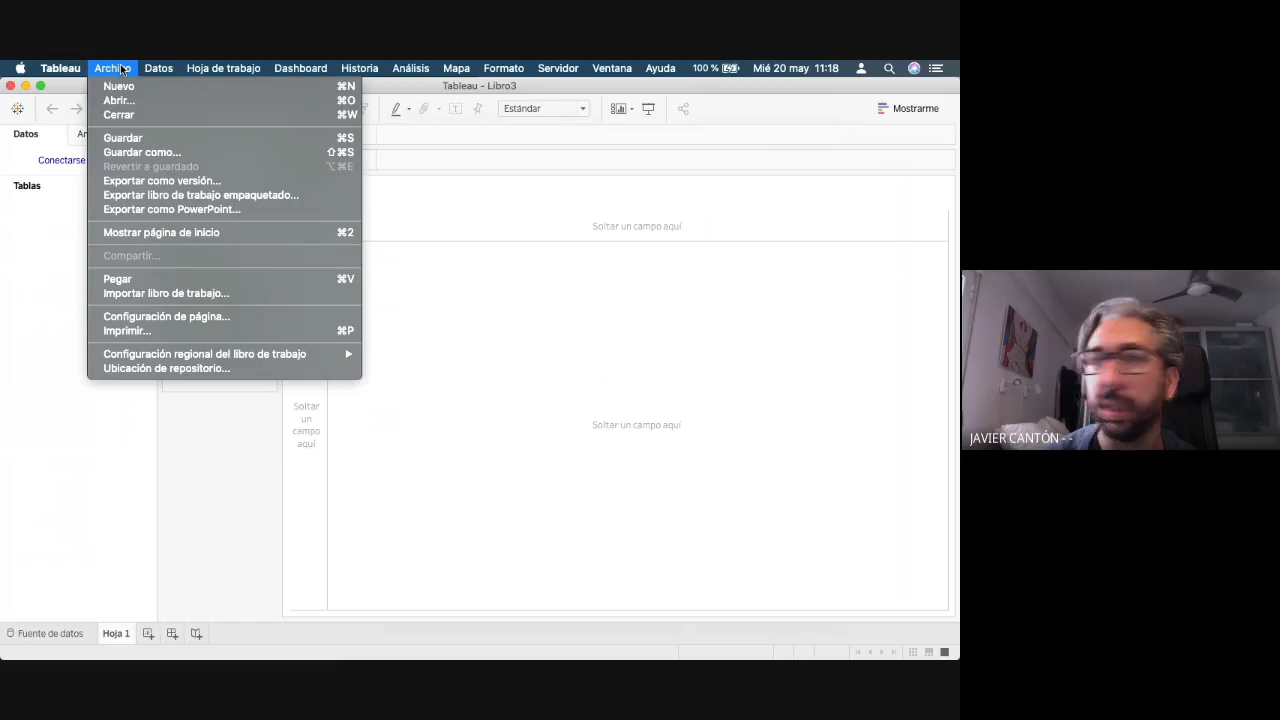 Tableau Archivo Datos Hoja de trabajo Dashboard Historia Análisis Mapa Formato Servidor Ventana Ayuda 100 % Mié 20 may 11:18
Tableau - Libro3
Nuevo ⌘N
Abrir... ⌘O
Cerrar ⌘W
Guardar ⌘S
Guardar como... ⇧⌘S
Revertir a guardado ⌥⌘E
Exportar como versión...
Exportar libro de trabajo empaquetado...
Exportar como PowerPoint...
Mostrar página de inicio ⌘2
Compartir...
Pegar ⌘V
Importar libro de trabajo...
Configuración de página...
Imprimir... ⌘P
Configuración regional del libro de trabajo
Ubicación de repositorio...
Estándar
Mostrarme
Datos
Conectarse
Tablas
Soltar un campo aquí
Soltar
un
campo
aquí
Soltar un campo aquí
JAVIER CANTÓN - -
Fuente de datos Hoja 1